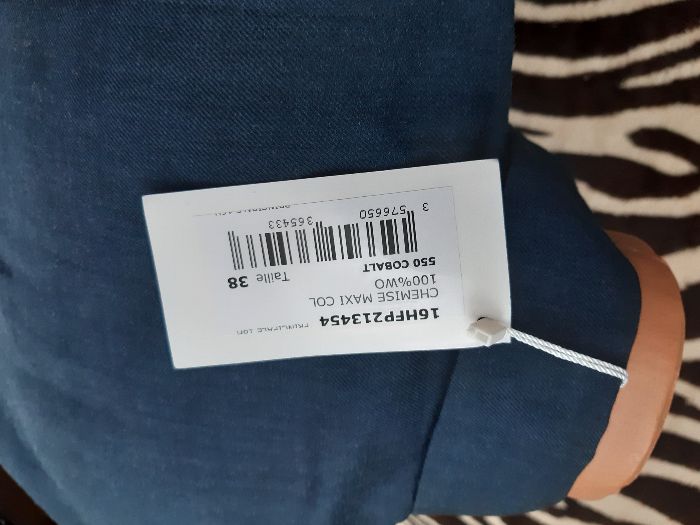 16HFP213454
CHEMISE MAXI COL
100%WO
550 COBALT
Taille 38
3 576650 365433